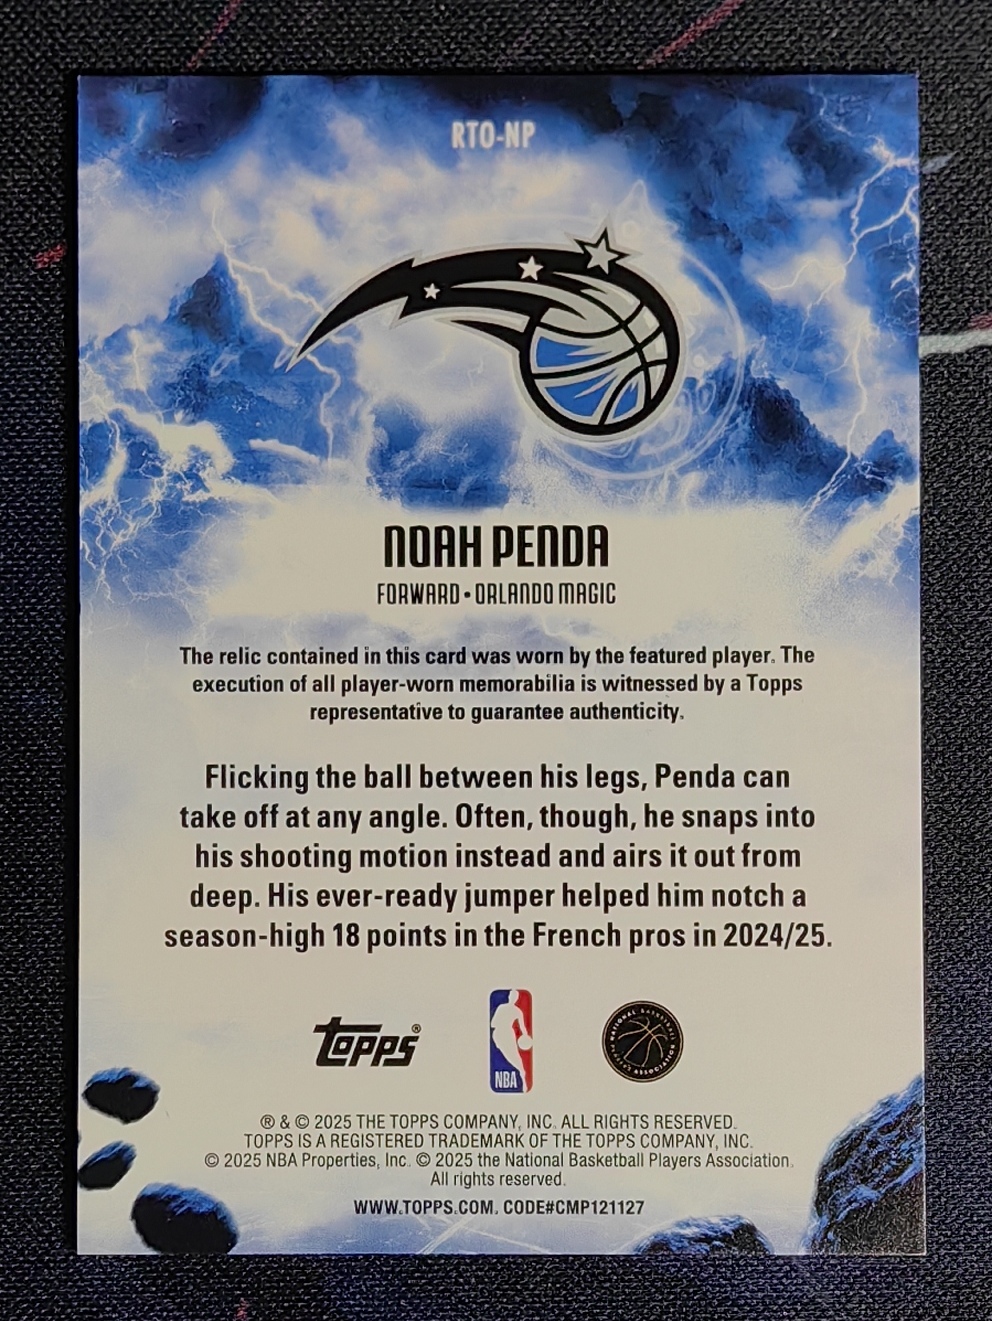 RTO-NP
NOAH PENDA
FORWARD • ORLANDO MAGIC
The relic contained in this card was worn by the featured player. The
execution of all player-worn memorabilia is witnessed by a Topps
representative to guarantee authenticity.
Flicking the ball between his legs, Penda can
take off at any angle. Often, though, he snaps into
his shooting motion instead and airs it out from
deep. His ever-ready jumper helped him notch a
season-high 18 points in the French pros in 2024/25.
Topps®
NBA
NATIONAL BASKETBALL
ASSOCIATION
® & © 2025 THE TOPPS COMPANY, INC. ALL RIGHTS RESERVED.
TOPPS IS A REGISTERED TRADEMARK OF THE TOPPS COMPANY, INC.
© 2025 NBA Properties, Inc. © 2025 the National Basketball Players Association.
All rights reserved.
WWW.TOPPS.COM. CODE#CMP121127